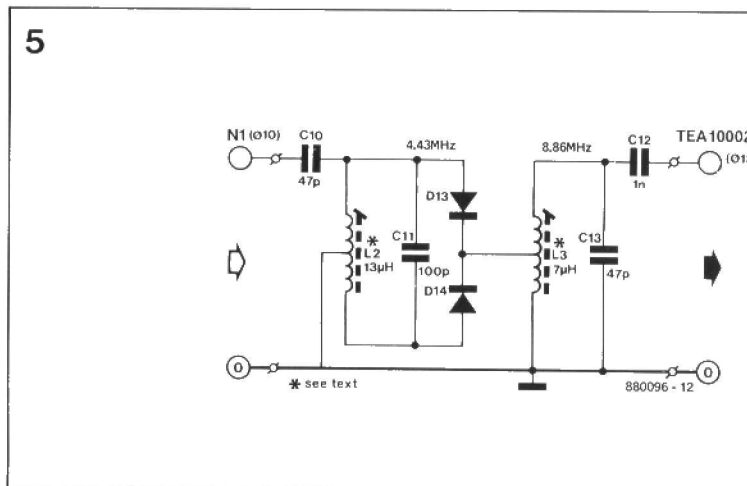 5
N1 (Ø10)
C10
47p
4.43MHz
8.86MHz
C12
1n
TEA10002
D13
*
L2
13µH
C11
100p
D14
*
L3
7µH
C13
47p
0
0
* see text
880096 - 12